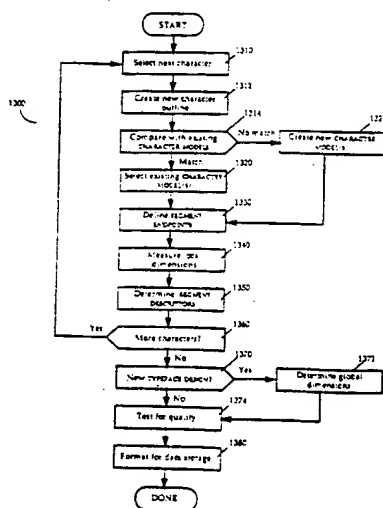 START
1310
Select next character
1312
Create new character
outline
1300
1314
Compare with existing
CHARACTER MODELS
No match
Create new CHARACTER
MODEL(S)
Match
1320
Select existing CHARACTER
MODEL(S)
1330
Define SEGMENT
ENDPOINTS
1340
Measure
dimensions
1350
Determine SEGMENT
DESCRIPTORS
1360
Yes
More characters?
No
1370
New TYPEFACE DESIGN?
Yes
1372
Determine global
dimensions
No
1374
Test for quality
1380
Format for data storage
DONE